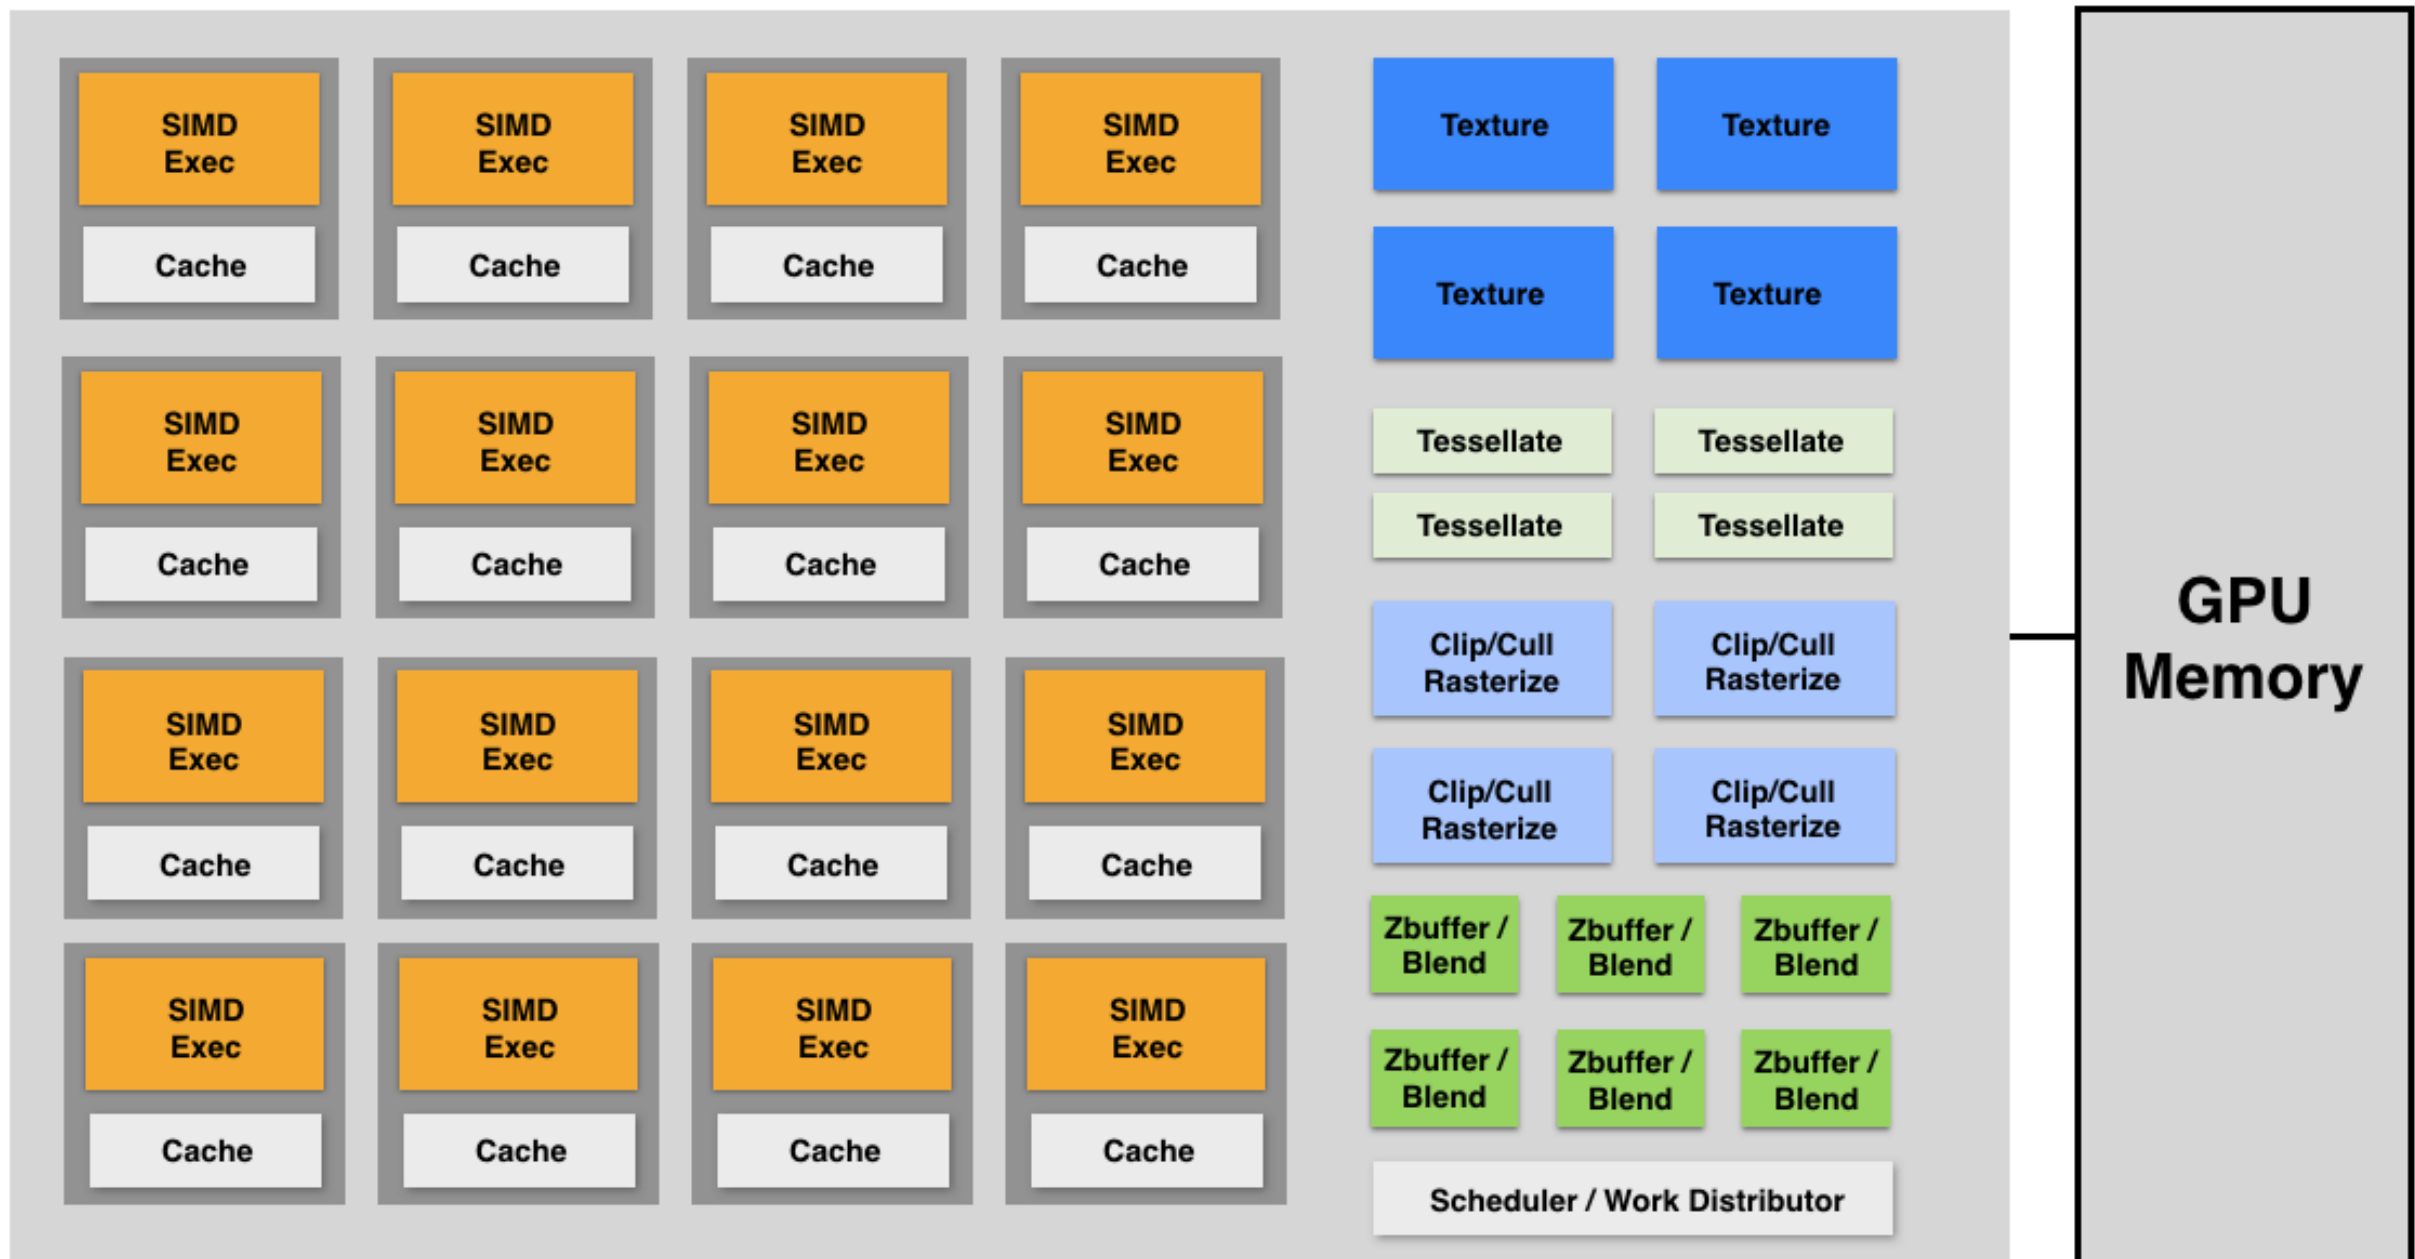 SIMD
Exec
Cache
SIMD
Exec
Cache
SIMD
Exec
Cache
SIMD
Exec
Cache
SIMD
Exec
Cache
SIMD
Exec
Cache
SIMD
Exec
Cache
SIMD
Exec
Cache
SIMD
Exec
Cache
SIMD
Exec
Cache
SIMD
Exec
Cache
SIMD
Exec
Cache
SIMD
Exec
Cache
SIMD
Exec
Cache
SIMD
Exec
Cache
SIMD
Exec
Cache
Texture
Texture
Texture
Texture
Tessellate
Tessellate
Tessellate
Tessellate
Clip/Cull
Rasterize
Clip/Cull
Rasterize
Clip/Cull
Rasterize
Clip/Cull
Rasterize
Zbuffer /
Blend
Zbuffer /
Blend
Zbuffer /
Blend
Zbuffer /
Blend
Zbuffer /
Blend
Zbuffer /
Blend
Scheduler / Work Distributor
GPU
Memory